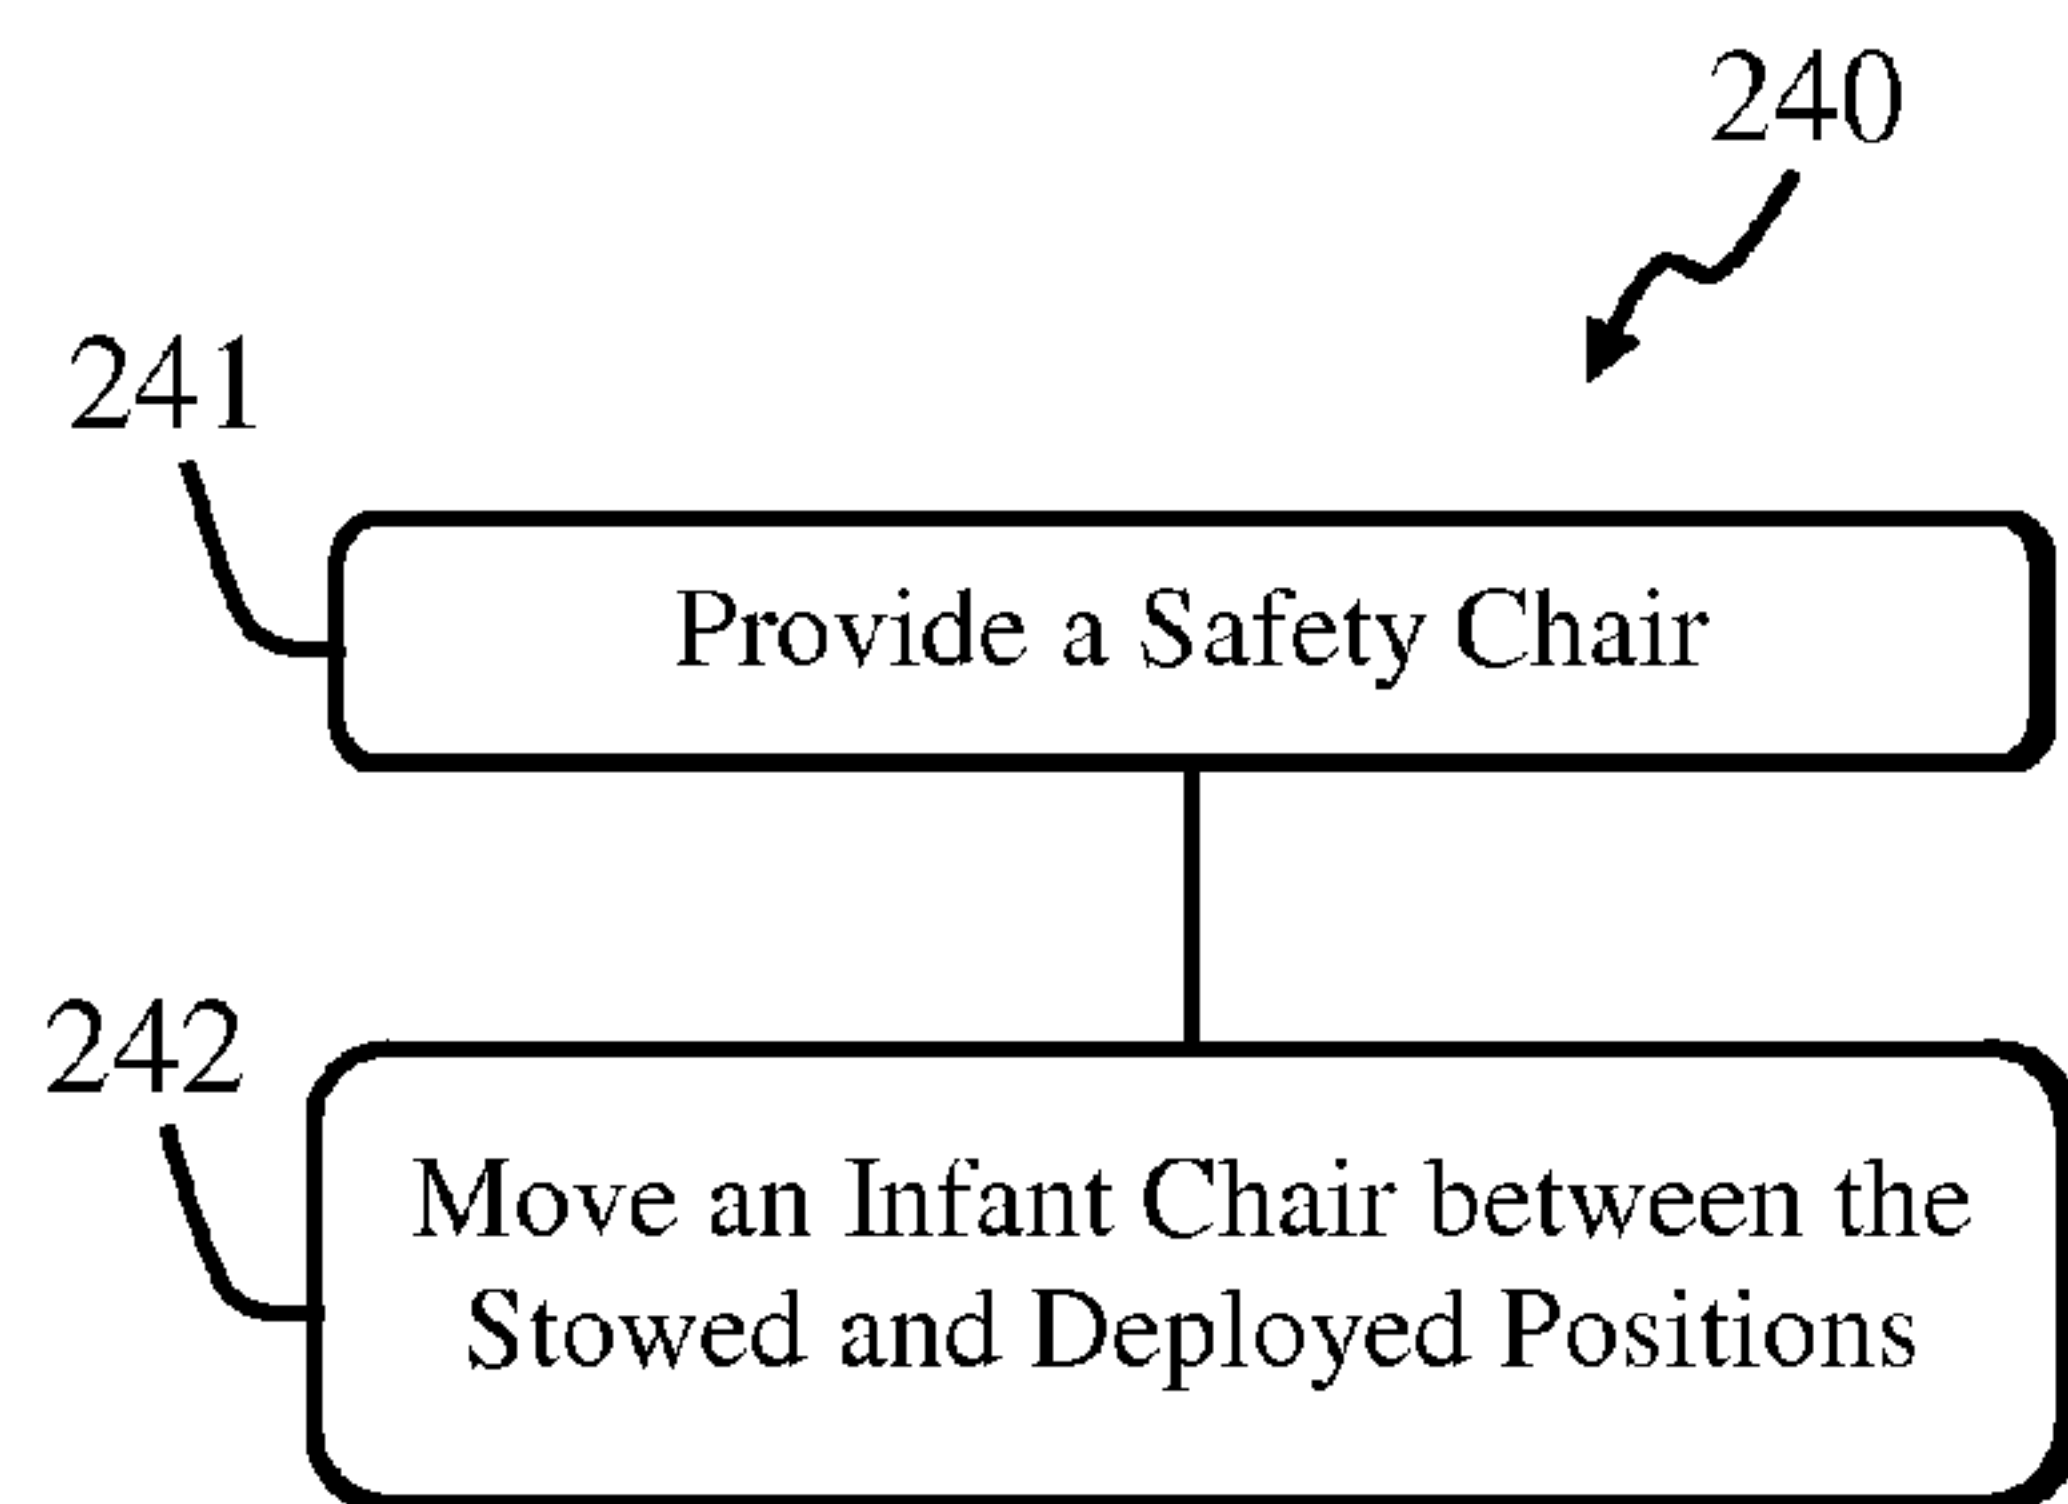 240
241
Provide a Safety Chair
242
Move an Infant Chair between the
Stowed and Deployed Positions